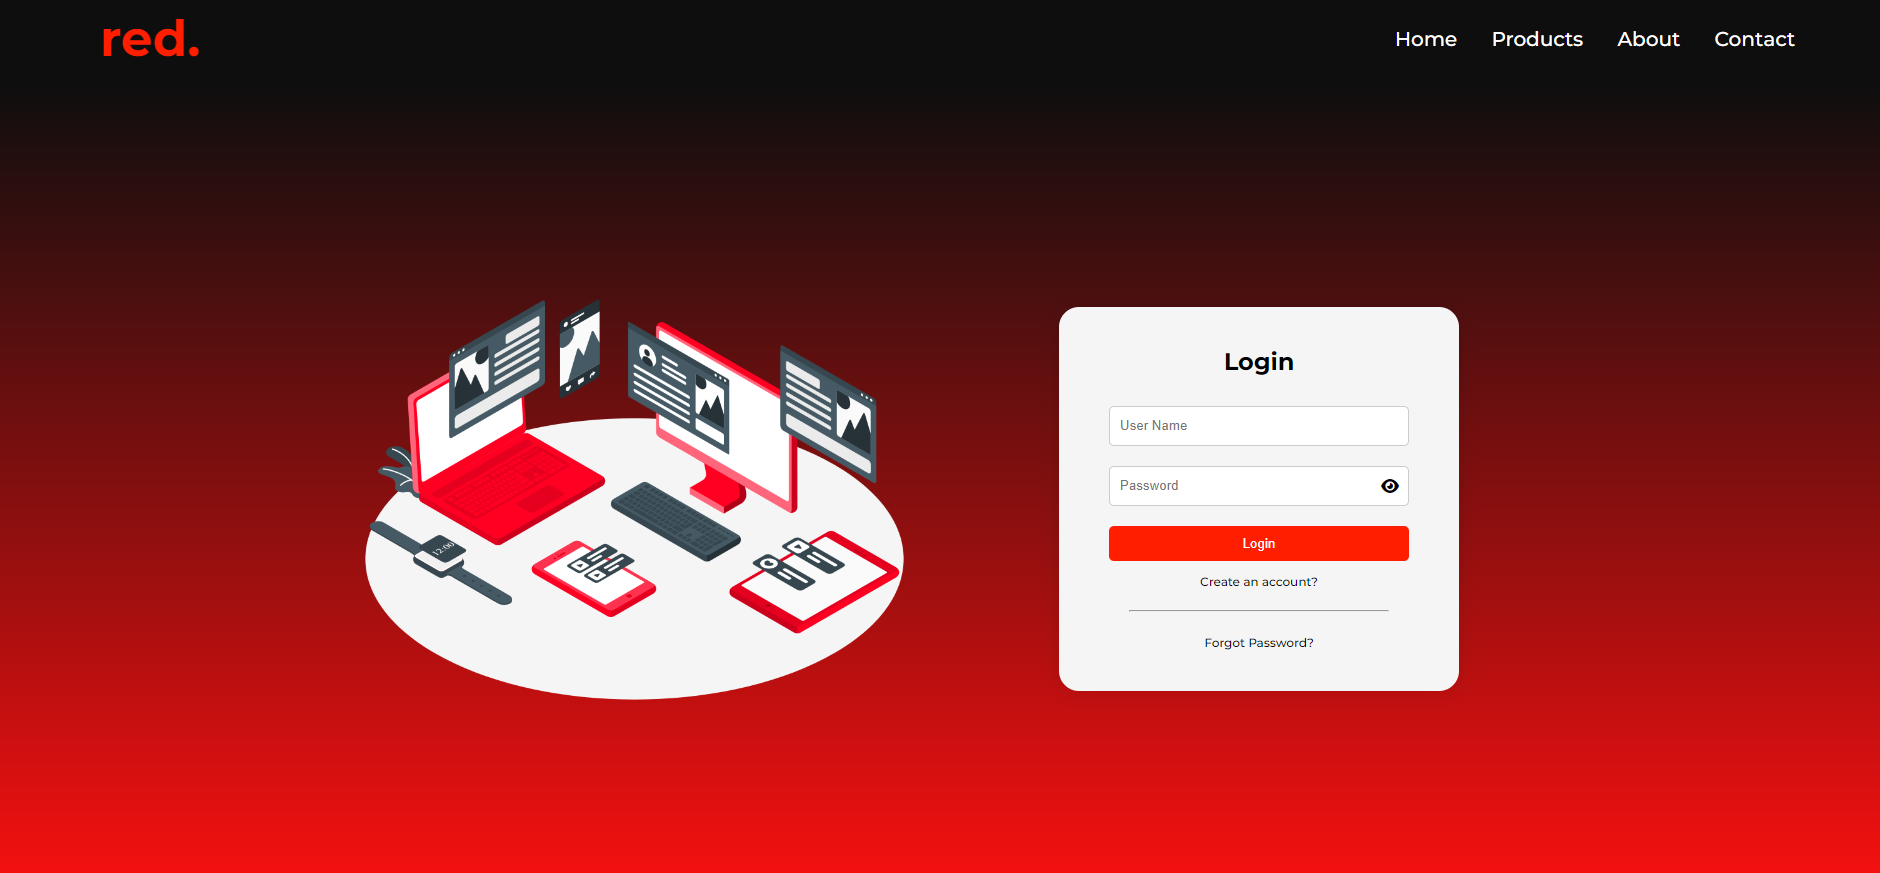 red.
Home Products About Contact
Login
User Name
Password
Login
Create an account?
Forgot Password?
12:00